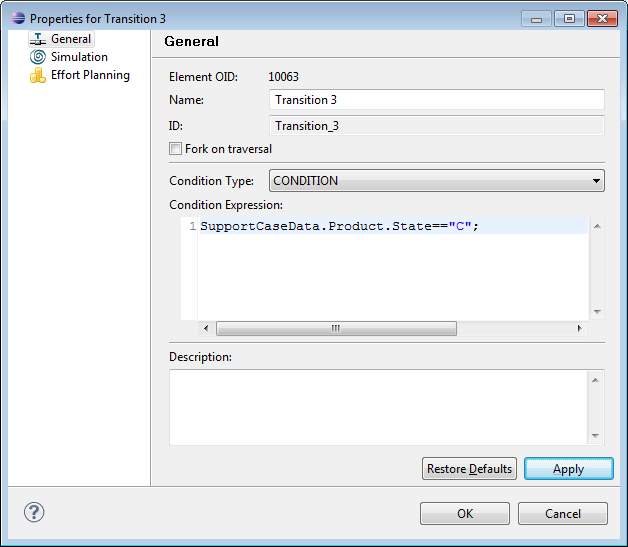 Properties for Transition 3
General
Simulation
Effort Planning
General
Element OID: 10063
Name: Transition 3
ID: Transition_3
Fork on traversal
Condition Type: CONDITION
Condition Expression:
1 SupportCaseData.Product.State=="C";
Description:
Restore Defaults Apply
? OK Cancel